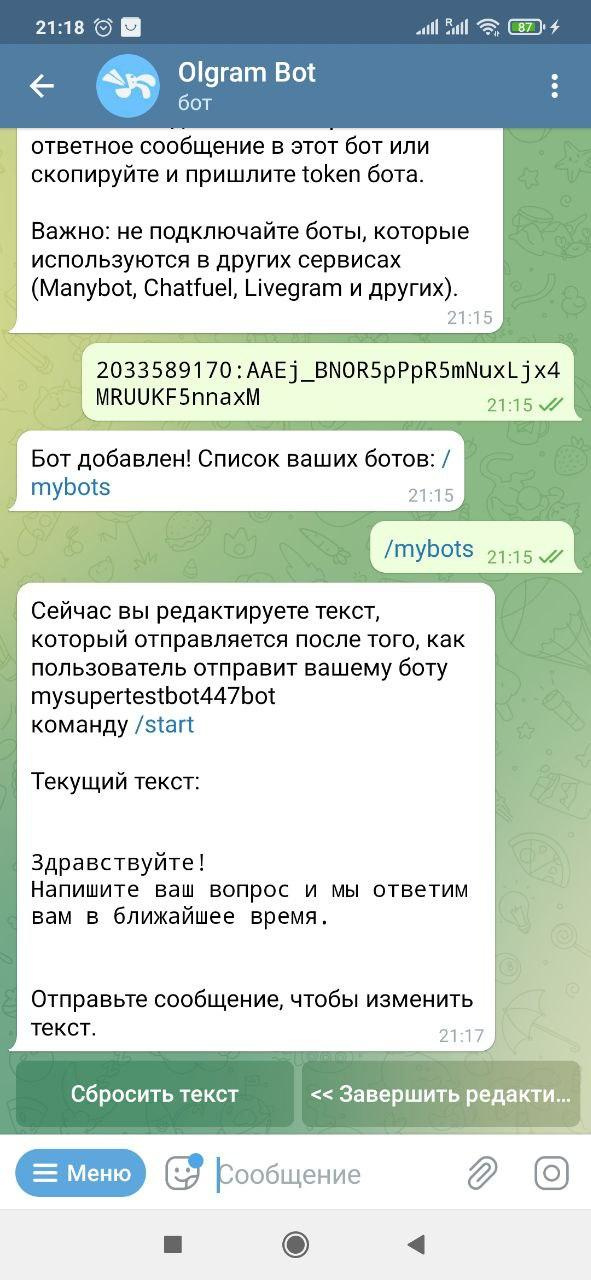 21:18
R
87
Olgram Bot
бот
ответное сообщение в этот бот или
скопируйте и пришлите token бота.
Важно: не подключайте боты, которые
используются в других сервисах
(Manybot, Chatfuel, Livegram и других).
21:15
2033589170:AAEj_BNOR5pPpR5mNuxLjx4
MRUUKF5nnaxM
21:15
Бот добавлен! Список ваших ботов: /
mybots
21:15
/mybots
21:15
Сейчас вы редактируете текст,
который отправляется после того, как
пользователь отправит вашему боту
mysupertestbot447bot
команду /start
Текущий текст:
Здравствуйте!
Напишите ваш вопрос и мы ответим
вам в ближайшее время.
Отправьте сообщение, чтобы изменить
текст.
21:17
Сбросить текст
<< Завершить редакти...
Меню
Сообщение